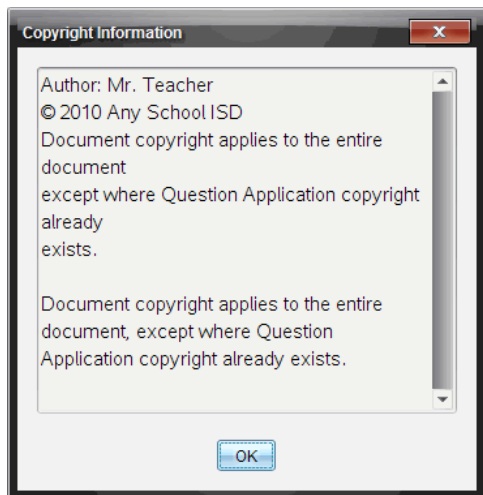 Copyright Information
Author: Mr. Teacher
© 2010 Any School ISD
Document copyright applies to the entire
document
except where Question Application copyright
already
exists.
Document copyright applies to the entire
document, except where Question
Application copyright already exists.
OK